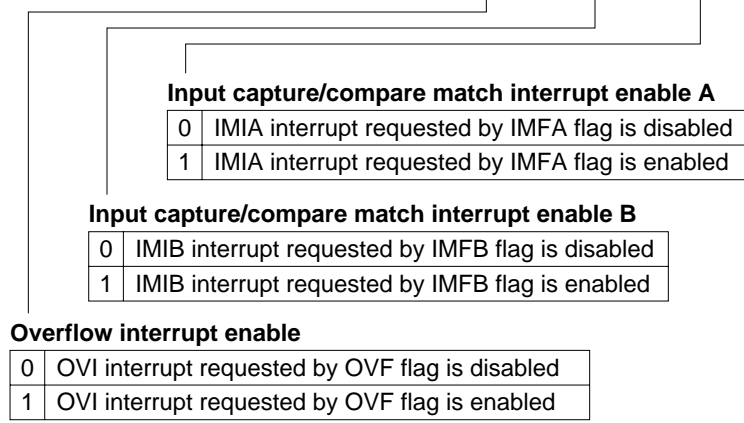 Input capture/compare match interrupt enable A
0 IMIA interrupt requested by IMFA flag is disabled
1 IMIA interrupt requested by IMFA flag is enabled
Input capture/compare match interrupt enable B
0 IMIB interrupt requested by IMFB flag is disabled
1 IMIB interrupt requested by IMFB flag is enabled
Overflow interrupt enable
0 OVI interrupt requested by OVF flag is disabled
1 OVI interrupt requested by OVF flag is enabled